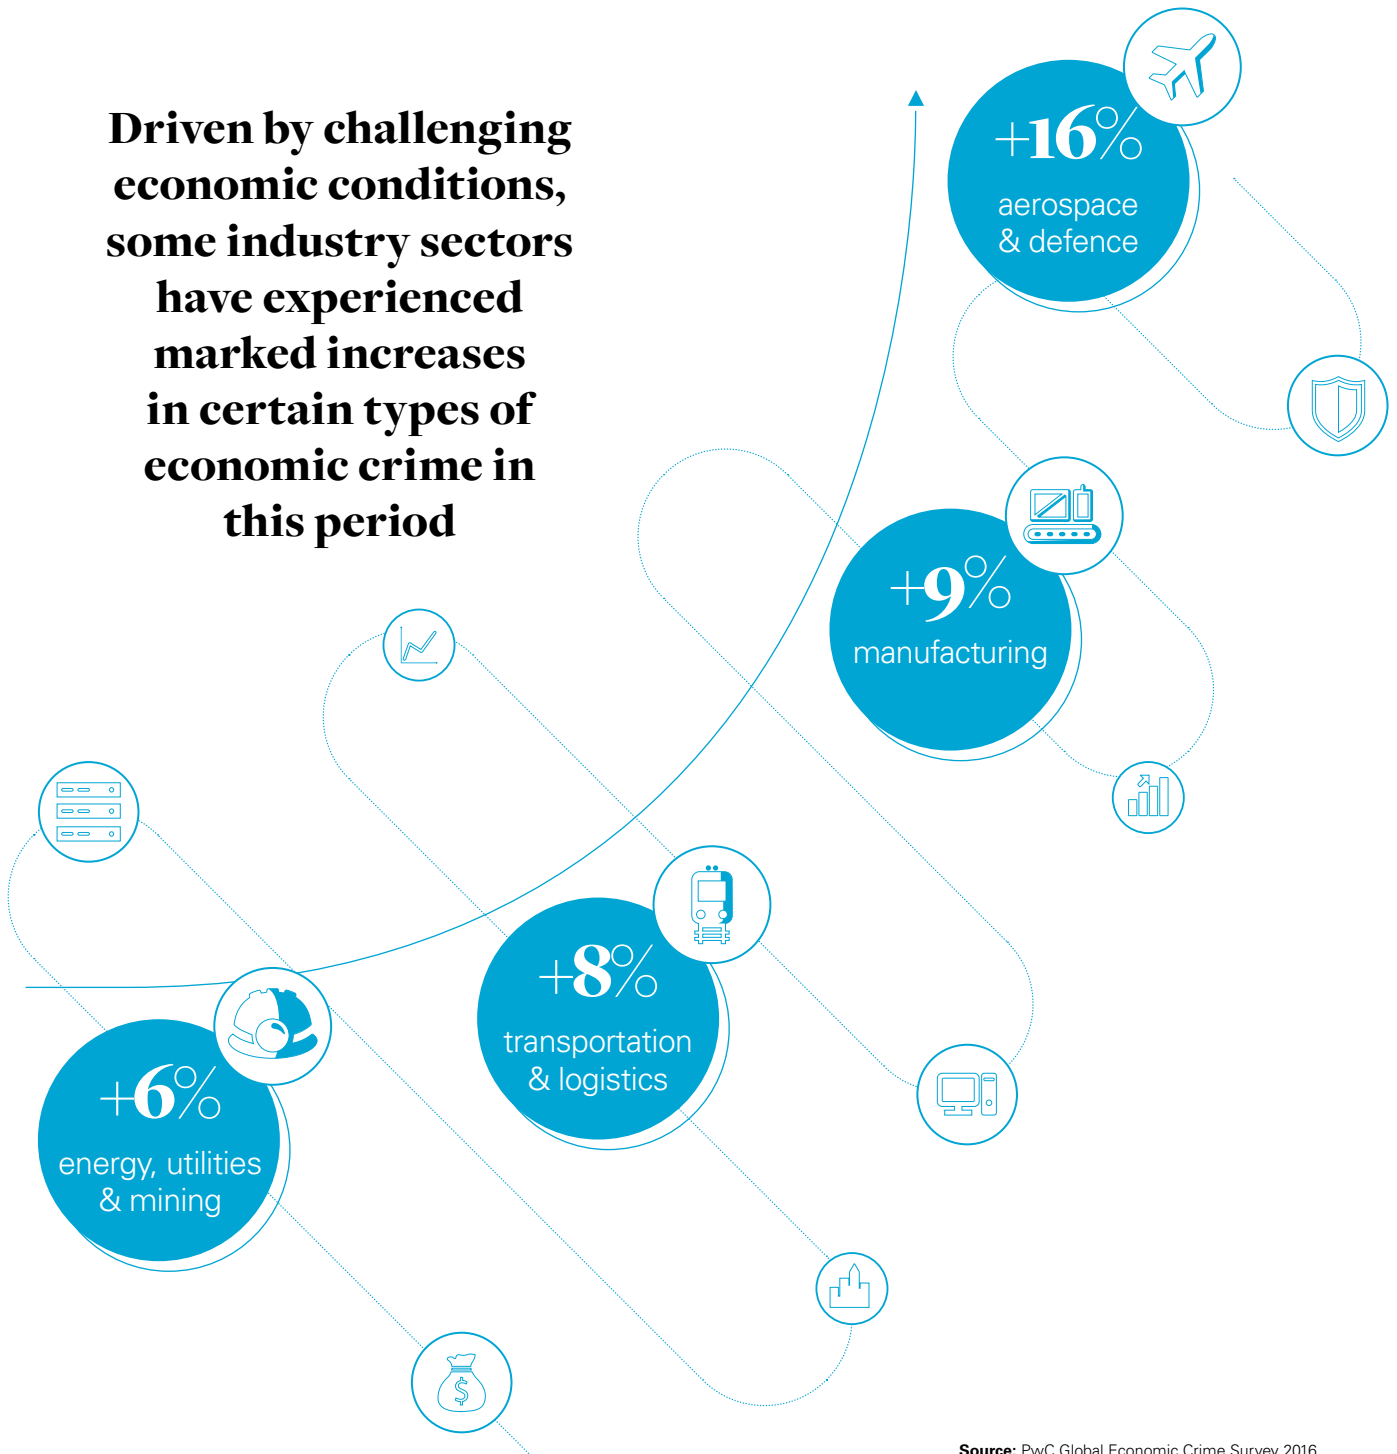 Driven by challenging
economic conditions,
some industry sectors
have experienced
marked increases
in certain types of
economic crime in
this period
+16%
aerospace
& defence
+9%
manufacturing
+8%
transportation
& logistics
+6%
energy, utilities
& mining
$
Source: PwC Global Economic Crime Survey 2016